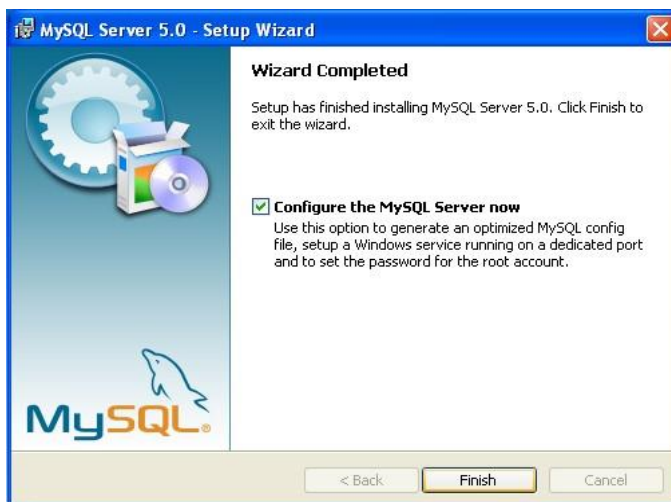 MySQL Server 5.0 - Setup Wizard
Wizard Completed
Setup has finished installing MySQL Server 5.0. Click Finish to
exit the wizard.
Configure the MySQL Server now
Use this option to generate an optimized MySQL config
file, setup a Windows service running on a dedicated port
and to set the password for the root account.
MySQL®
< Back Finish Cancel